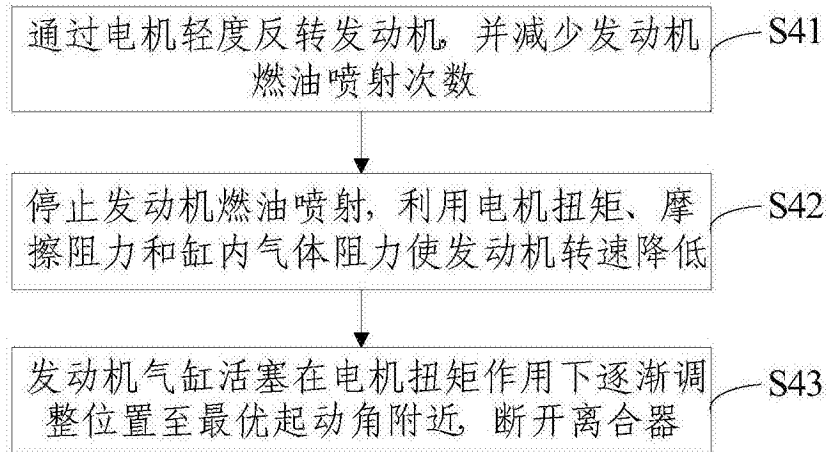 通过电机轻度反转发动机，并减少发动机
燃油喷射次数
S41
停止发动机燃油喷射，利用电机扭矩、摩
擦阻力和缸内气体阻力使发动机转速降低
S42
发动机气缸活塞在电机扭矩作用下逐渐调
整位置至最优起动角附近，断开离合器
S43